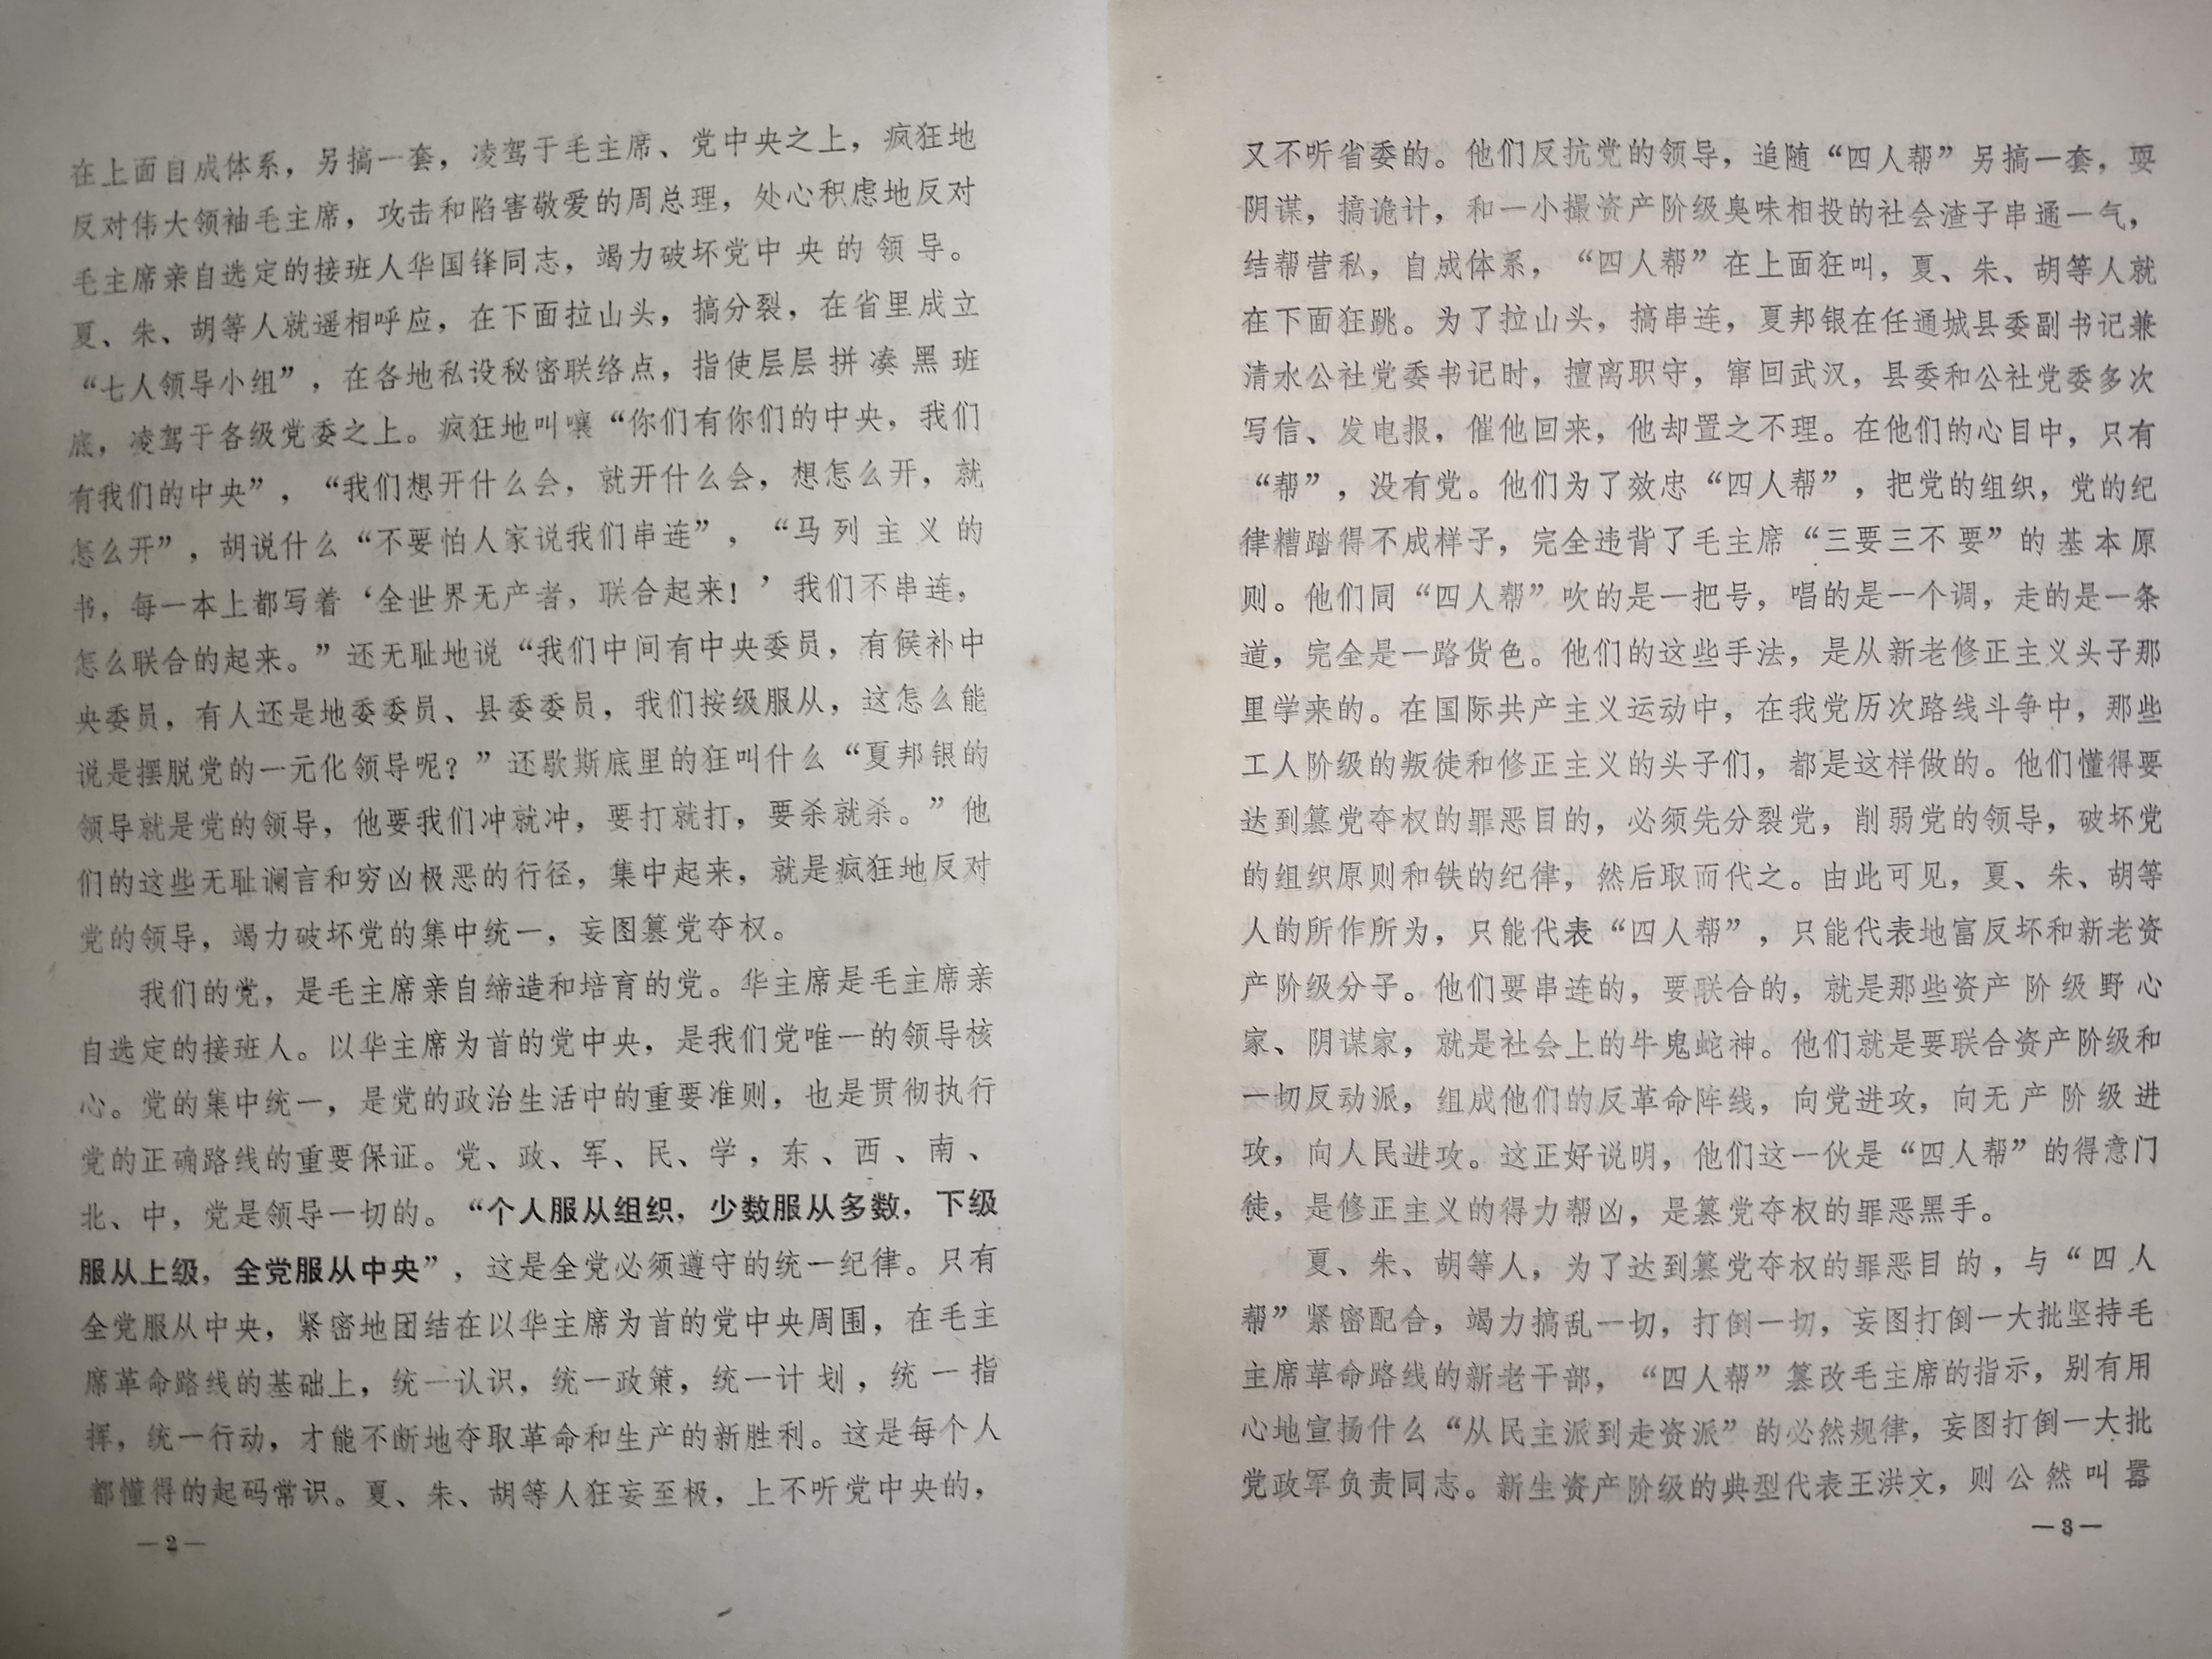 在上面自成体系，另搞一套，凌驾于毛主席、党中央之上，疯狂地
反对伟大领袖毛主席，攻击和陷害敬爱的周总理，处心积虑地反对
毛主席亲自选定的接班人华国锋同志，竭力破坏党中央的领导。
夏、朱、胡等人就遥相呼应，在下面拉山头，搞分裂，在省里成立
“七人领导小组”，在各地私设秘密联络点，指使层层拼凑黑班
底，凌驾于各级党委之上。疯狂地叫嚷“你们有你们的中央，我们
有我们的中央”，“我们想开什么会，就开什么会，想怎么开，就
怎么开”，胡说什么“不要怕人家说我们串连”，“马列主义的
书，每一本上都写着‘全世界无产者，联合起来！’我们不串连，
怎么联合的起来。”还无耻地说“我们中间有中央委员，有候补中
央委员，有人还是地委委员、县委委员，我们按级服从，这怎么能
说是摆脱党的一元化领导呢？”还歇斯底里的狂叫什么“夏邦银的
领导就是党的领导，他要我们冲就冲，要打就打，要杀就杀。”他
们的这些无耻谰言和穷凶极恶的行径，集中起来，就是疯狂地反对
党的领导，竭力破坏党的集中统一，妄图篡党夺权。
我们的党，是毛主席亲自缔造和培育的党。华主席是毛主席亲
自选定的接班人。以华主席为首的党中央，是我们党唯一的领导核
心。党的集中统一，是党的政治生活中的重要准则，也是贯彻执行
党的正确路线的重要保证。党、政、军、民、学，东、西、南、
北、中，党是领导一切的。“个人服从组织，少数服从多数，下级
服从上级，全党服从中央”，这是全党必须遵守的统一纪律。只有
全党服从中央，紧密地团结在以华主席为首的党中央周围，在毛主
席革命路线的基础上，统一认识，统一政策，统一计划，统一指
挥，统一行动，才能不断地夺取革命和生产的新胜利。这是每个人
都懂得的起码常识。夏、朱、胡等人狂妄至极，上不听党中央的，
—2—
又不听省委的。他们反抗党的领导，追随“四人帮”另搞一套，耍
阴谋，搞诡计，和一小撮资产阶级臭味相投的社会渣子串通一气，
结帮营私，自成体系，“四人帮”在上面狂叫，夏、朱、胡等人就
在下面狂跳。为了拉山头，搞串连，夏邦银在任通城县委副书记兼
清水公社党委书记时，擅离职守，窜回武汉，县委和公社党委多次
写信、发电报，催他回来，他却置之不理。在他们的心目中，只有
“帮”，没有党。他们为了效忠“四人帮”，把党的组织，党的纪
律糟踏得不成样子，完全违背了毛主席“三要三不要”的基本原
则。他们同“四人帮”吹的是一把号，唱的是一个调，走的是一条
道，完全是一路货色。他们的这些手法，是从新老修正主义头子那
里学来的。在国际共产主义运动中，在我党历次路线斗争中，那些
工人阶级的叛徒和修正主义的头子们，都是这样做的。他们懂得要
达到篡党夺权的罪恶目的，必须先分裂党，削弱党的领导，破坏党
的组织原则和铁的纪律，然后取而代之。由此可见，夏、朱、胡等
人的所作所为，只能代表“四人帮”，只能代表地富反坏和新老资
产阶级分子。他们要串连的，要联合的，就是那些资产阶级野心
家、阴谋家，就是社会上的牛鬼蛇神。他们就是要联合资产阶级和
一切反动派，组成他们的反革命阵线，向党进攻，向无产阶级进
攻，向人民进攻。这正好说明，他们这一伙是“四人帮”的得意门
徒，是修正主义的得力帮凶，是篡党夺权的罪恶黑手。
夏、朱、胡等人，为了达到篡党夺权的罪恶目的，与“四人
帮”紧密配合，竭力搞乱一切，打倒一切，妄图打倒一大批坚持毛
主席革命路线的新老干部，“四人帮”篡改毛主席的指示，别有用
心地宣扬什么“从民主派到走资派”的必然规律，妄图打倒一大批
党政军负责同志。新生资产阶级的典型代表王洪文，则公然叫嚣
—3—